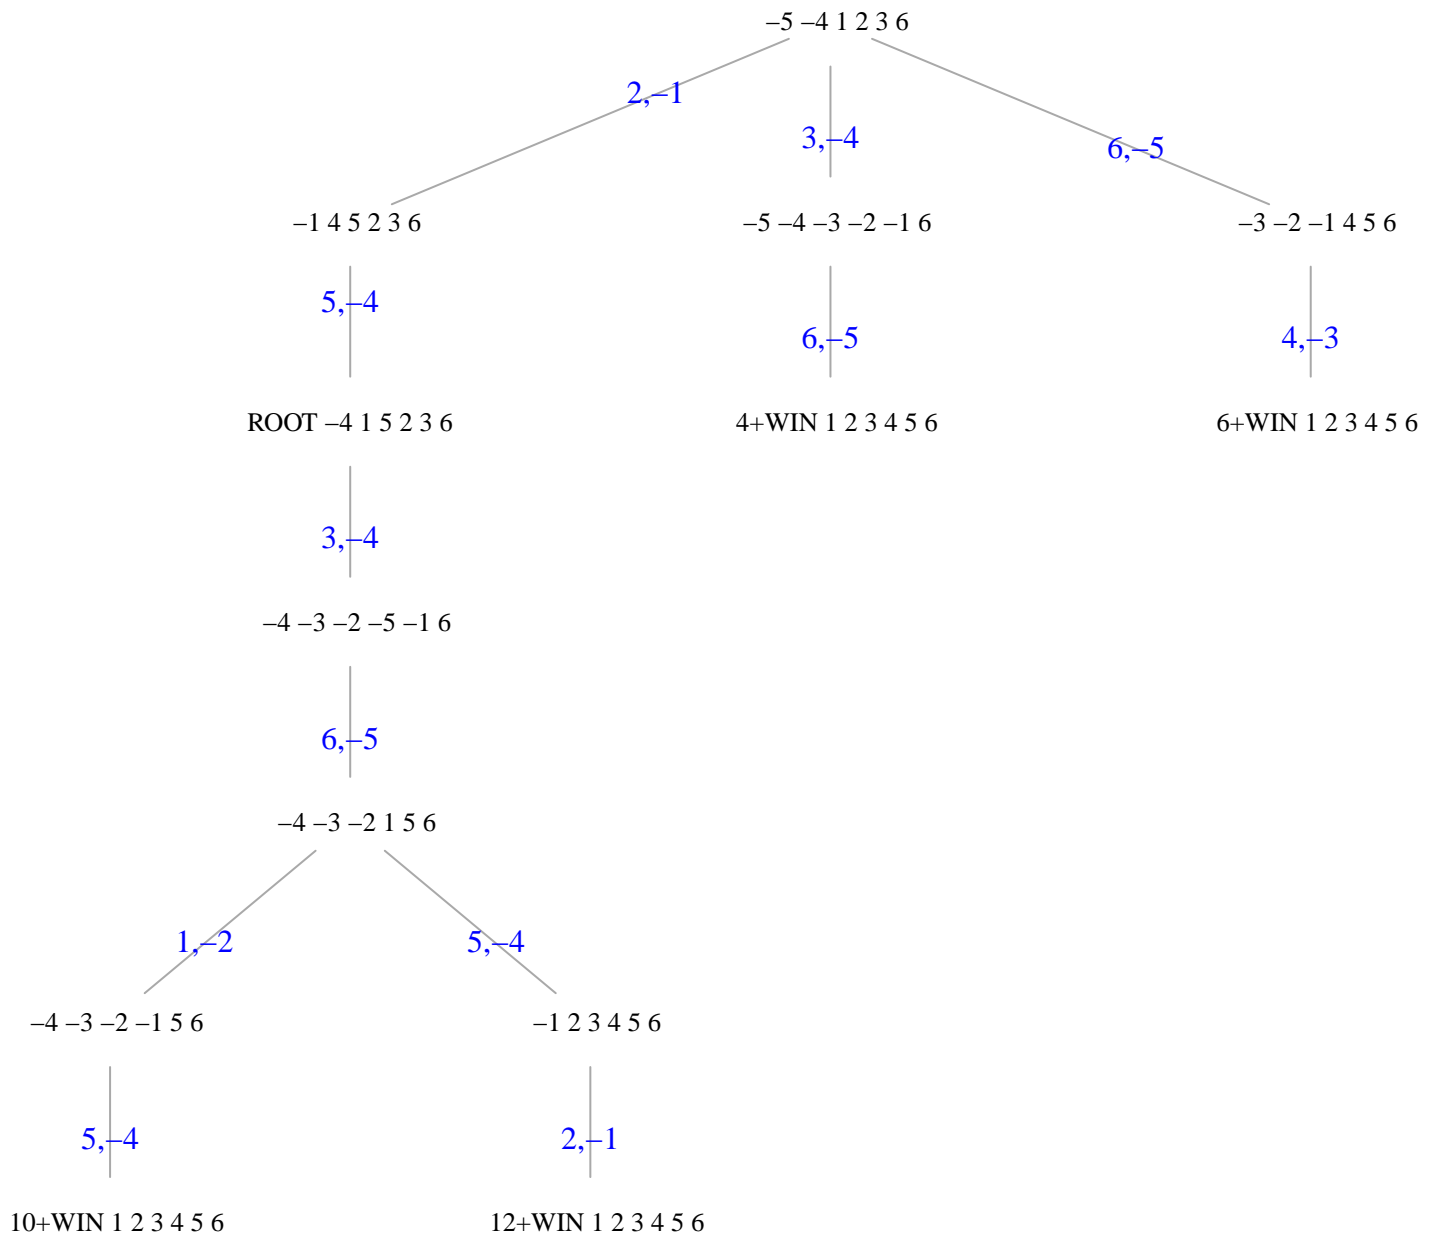 –5 –4 1 2 3 6
2,–1
3,–4
6,–5
–1 4 5 2 3 6
–5 –4 –3 –2 –1 6
–3 –2 –1 4 5 6
5,–4
6,–5
4,–3
ROOT –4 1 5 2 3 6
4+WIN 1 2 3 4 5 6
6+WIN 1 2 3 4 5 6
3,–4
–4 –3 –2 –5 –1 6
6,–5
–4 –3 –2 1 5 6
1,–2
5,–4
–4 –3 –2 –1 5 6
–1 2 3 4 5 6
5,–4
2,–1
10+WIN 1 2 3 4 5 6
12+WIN 1 2 3 4 5 6